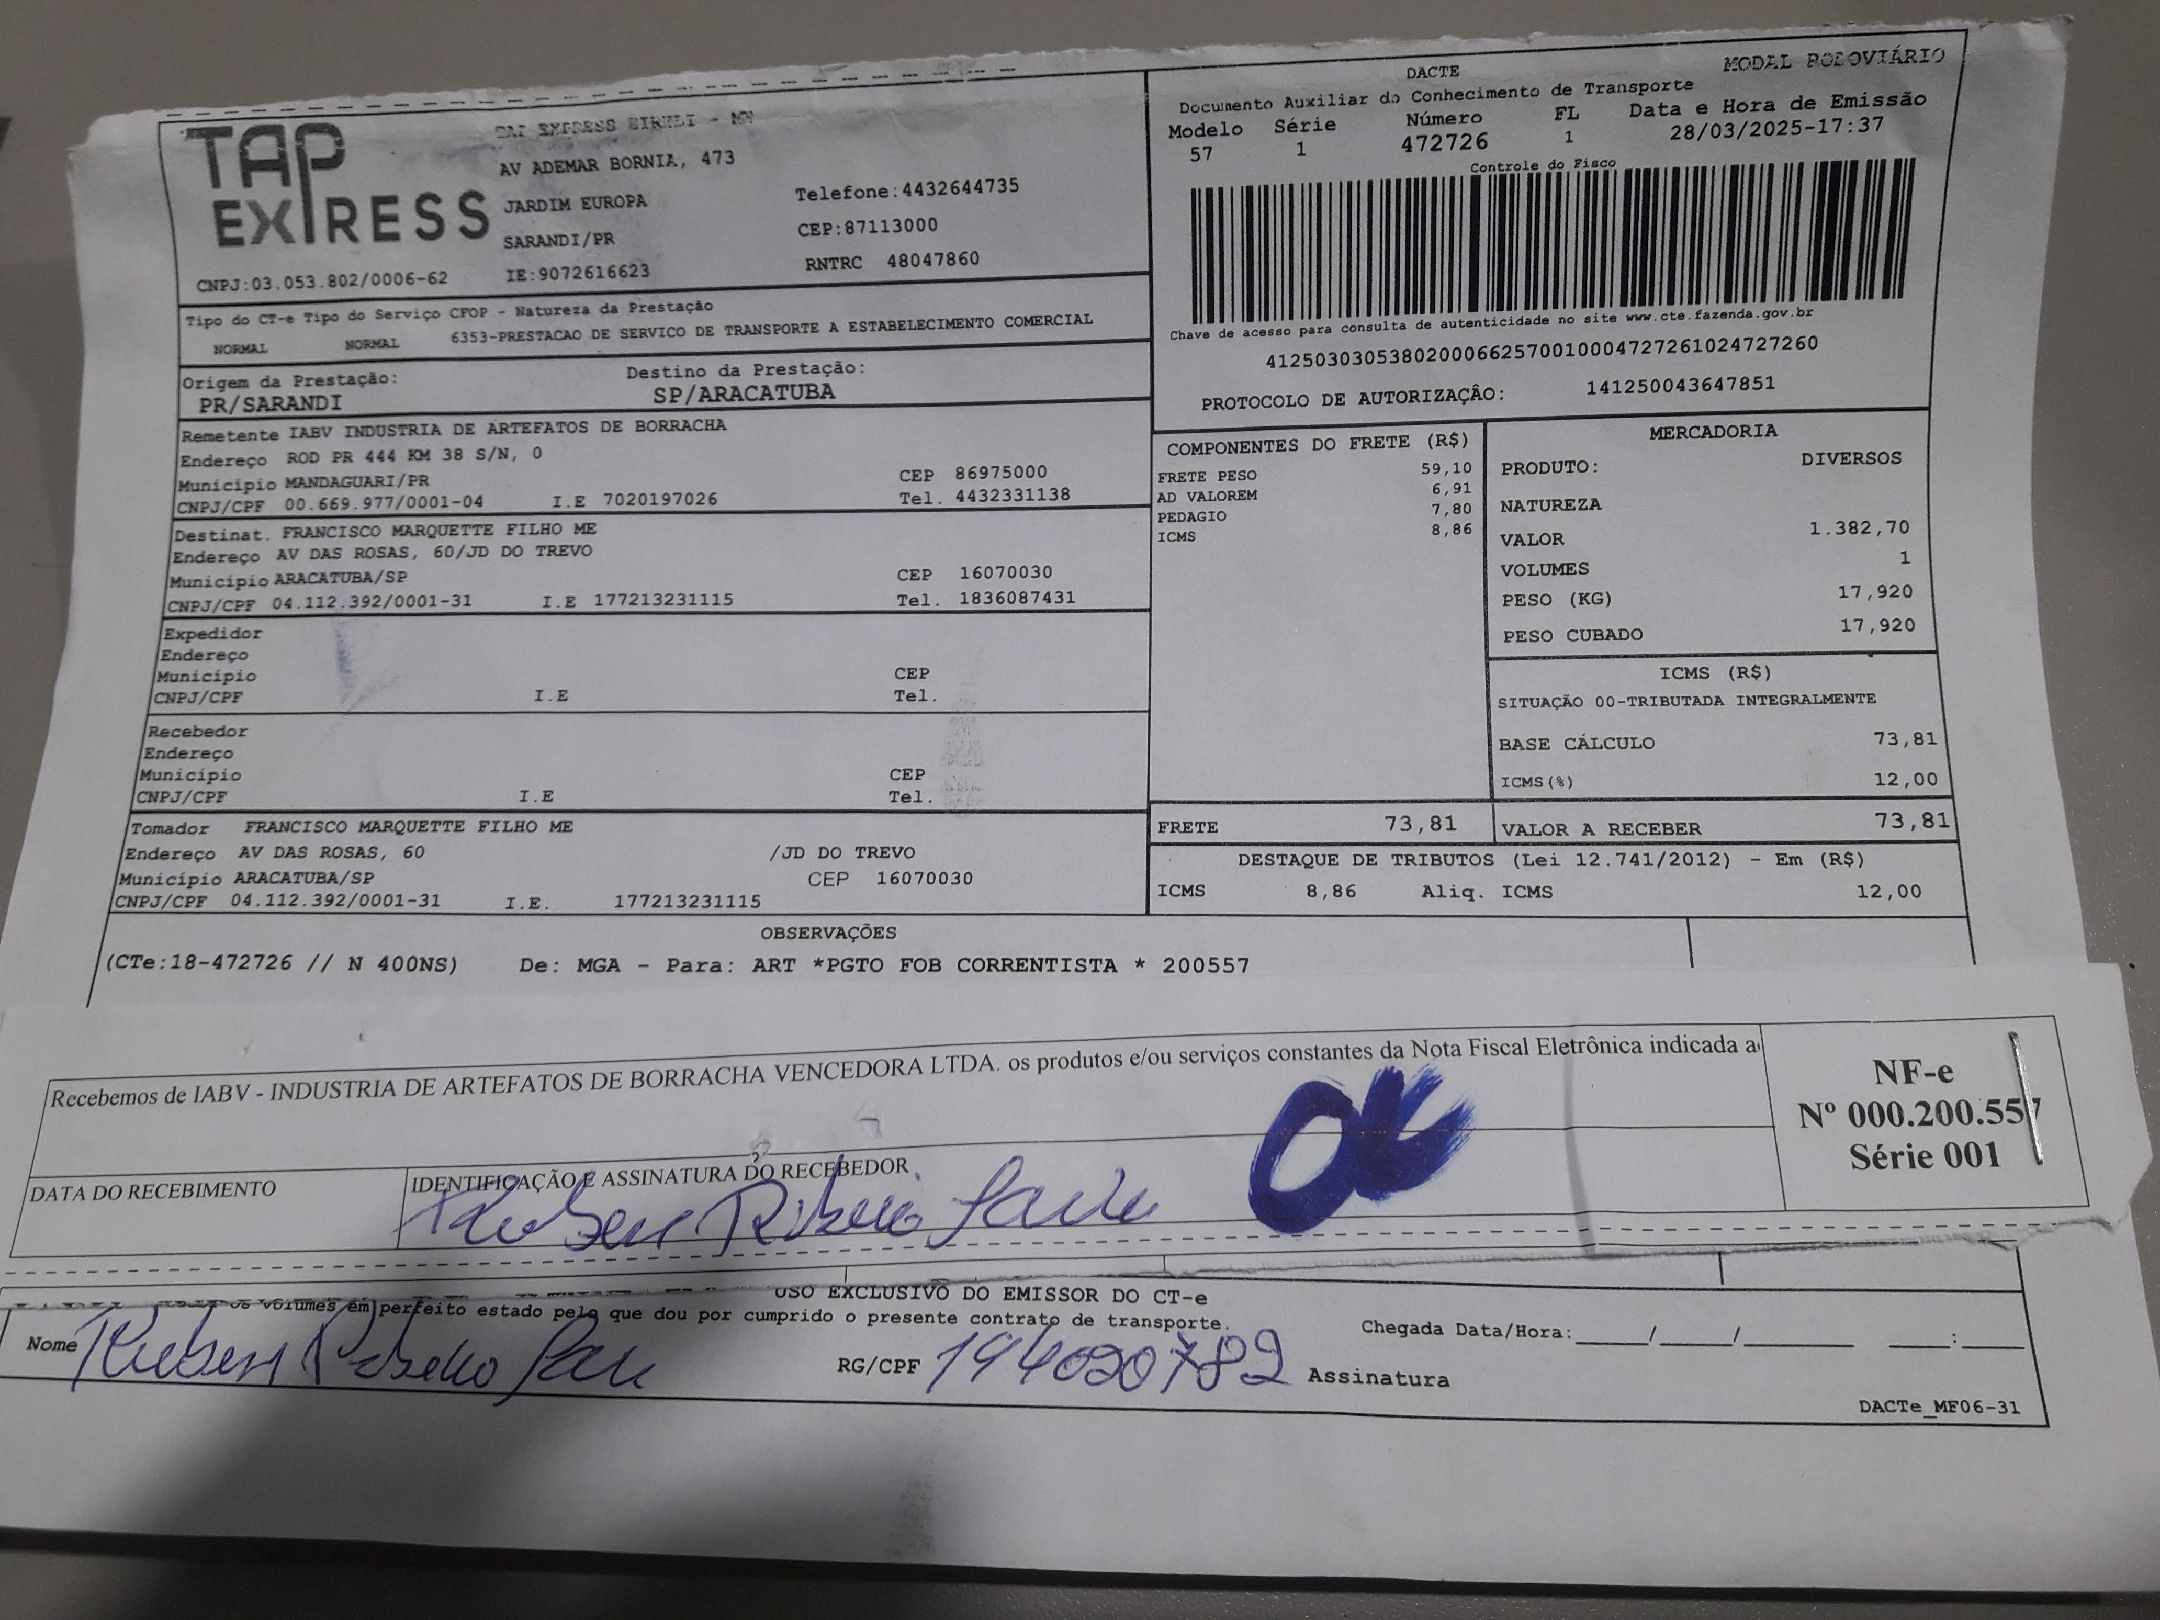 TAP EXPRESS
TAP EXPRESS EIRELI - MM
AV ADEMAR BORNIA, 473
JARDIM EUROPA
Telefone:4432644735
SARANDI/PR
CEP:87113000
CNPJ:03.053.802/0006-62
IE:9072616623
RNTRC 48047860
DACTE
MODAL RODOVIÁRIO
Documento Auxiliar do Conhecimento de Transporte
Modelo Série Número FL Data e Hora de Emissão
57 1 472726 1 28/03/2025-17:37
Controle do Fisco
Chave de acesso para consulta de autenticidade no site www.cte.fazenda.gov.br
41250303053802000662570010004727261024727260
PROTOCOLO DE AUTORIZAÇÂO: 141250043647851
Tipo do CT-e Tipo do Serviço CFOP - Natureza da Prestação
NORMAL NORMAL 6353-PRESTACAO DE SERVICO DE TRANSPORTE A ESTABELECIMENTO COMERCIAL
Origem da Prestação: Destino da Prestação:
PR/SARANDI SP/ARACATUBA
Remetente IABV INDUSTRIA DE ARTEFATOS DE BORRACHA
Endereço ROD PR 444 KM 38 S/N, 0
Município MANDAGUARI/PR CEP 86975000
CNPJ/CPF 00.669.977/0001-04 I.E 7020197026 Tel. 4432331138
Destinat. FRANCISCO MARQUETTE FILHO ME
Endereço AV DAS ROSAS, 60/JD DO TREVO
Município ARACATUBA/SP CEP 16070030
CNPJ/CPF 04.112.392/0001-31 I.E 177213231115 Tel. 1836087431
Expedidor
Endereço
Município CEP
CNPJ/CPF I.E Tel.
Recebedor
Endereço
Município CEP
CNPJ/CPF I.E Tel.
Tomador FRANCISCO MARQUETTE FILHO ME
Endereço AV DAS ROSAS, 60 /JD DO TREVO
Município ARACATUBA/SP CEP 16070030
CNPJ/CPF 04.112.392/0001-31 I.E. 177213231115
COMPONENTES DO FRETE (R$)
FRETE PESO 59,10
AD VALOREM 6,91
PEDAGIO 7,80
ICMS 8,86
MERCADORIA
PRODUTO: DIVERSOS
NATUREZA
VALOR 1.382,70
VOLUMES 1
PESO (KG) 17,920
PESO CUBADO 17,920
ICMS (R$)
SITUAÇÃO 00-TRIBUTADA INTEGRALMENTE
BASE CÁLCULO 73,81
ICMS(%) 12,00
FRETE 73,81 VALOR A RECEBER 73,81
DESTAQUE DE TRIBUTOS (Lei 12.741/2012) - Em (R$)
ICMS 8,86 Aliq. ICMS 12,00
OBSERVAÇÕES
(CTe:18-472726 // N 400NS) De: MGA - Para: ART *PGTO FOB CORRENTISTA * 200557
Recebemos de IABV - INDUSTRIA DE ARTEFATOS DE BORRACHA VENCEDORA LTDA. os produtos e/ou serviços constantes da Nota Fiscal Eletrônica indicada a
NF-e
Nº 000.200.557
Série 001
OK
DATA DO RECEBIMENTO
IDENTIFICAÇÃO E ASSINATURA DO RECEBEDOR
Ribeiro
USO EXCLUSIVO DO EMISSOR DO CT-e
os volumes em perfeito estado pelo que dou por cumprido o presente contrato de transporte.
Nome Ribeiro RG/CPF 194020782 Assinatura
Chegada Data/Hora:_____/_____/_______ ____:____
DACTe_MF06-31